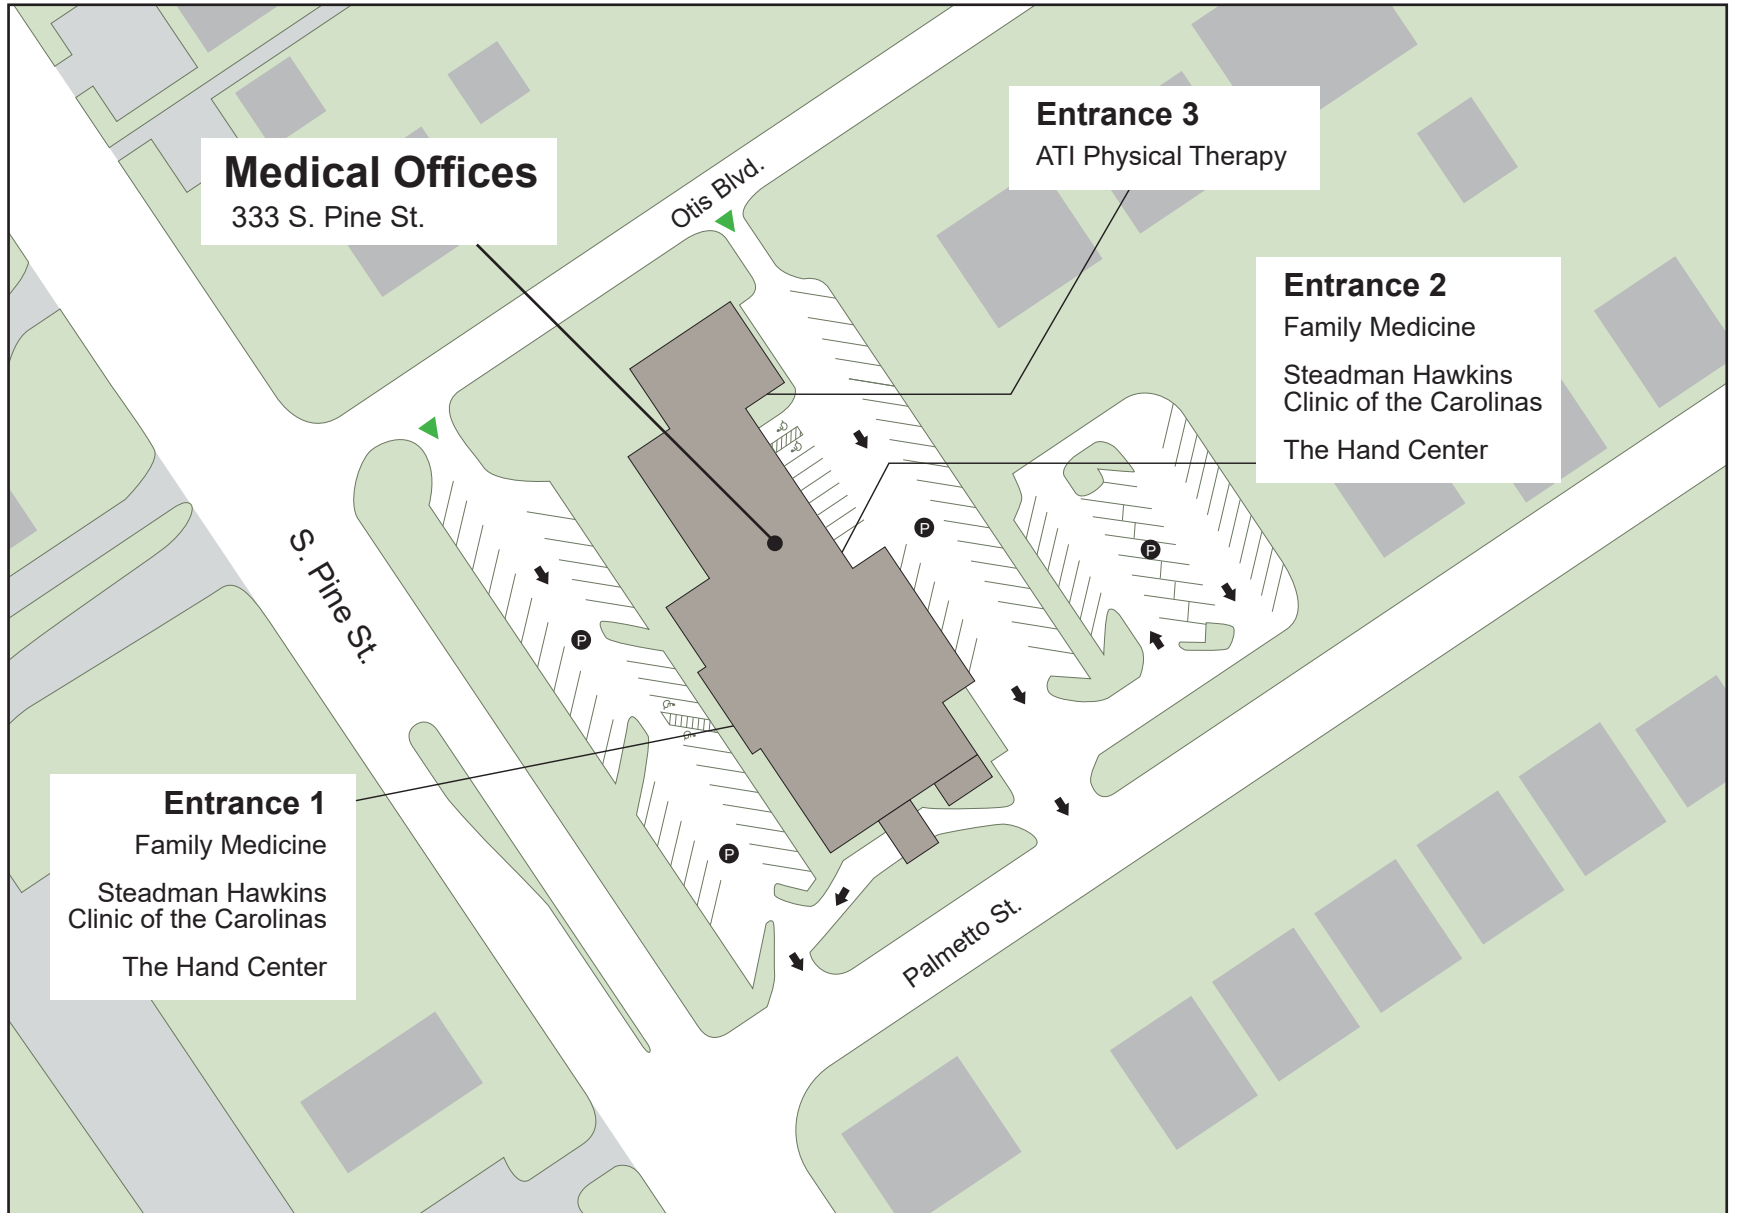 Medical Offices
333 S. Pine St.
Otis Blvd.
Entrance 3
ATI Physical Therapy
Entrance 2
Family Medicine
Steadman Hawkins
Clinic of the Carolinas
The Hand Center
P
P
S. Pine St.
P
Entrance 1
Family Medicine
Steadman Hawkins
Clinic of the Carolinas
The Hand Center
P
Palmetto St.